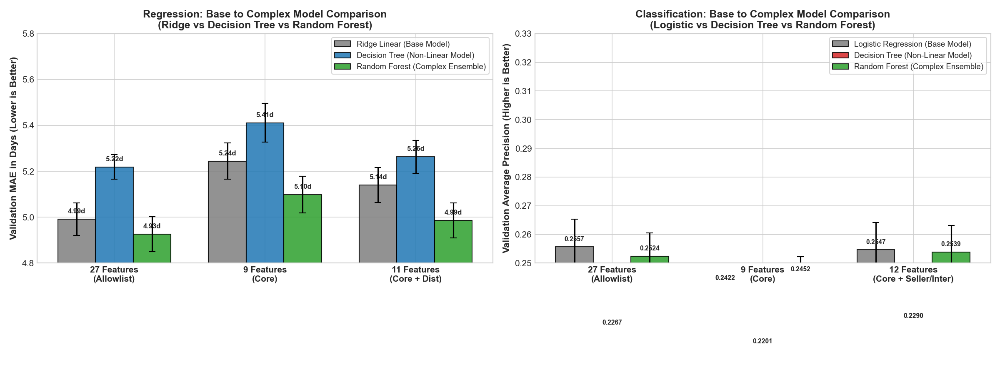 Regression: Base to Complex Model Comparison
(Ridge vs Decision Tree vs Random Forest)
Validation MAE in Days (Lower is Better)
5.8
5.6
5.4
5.2
5.0
4.8
Ridge Linear (Base Model)
Decision Tree (Non-Linear Model)
Random Forest (Complex Ensemble)
4.99d
5.22d
4.93d
5.24d
5.41d
5.10d
5.14d
5.26d
4.99d
27 Features
(Allowlist)
9 Features
(Core)
11 Features
(Core + Dist)
Classification: Base to Complex Model Comparison
(Logistic vs Decision Tree vs Random Forest)
Validation Average Precision (Higher is Better)
0.33
0.32
0.31
0.30
0.29
0.28
0.27
0.26
0.25
Logistic Regression (Base Model)
Decision Tree (Non-Linear Model)
Random Forest (Complex Ensemble)
0.2557
0.2267
0.2524
0.2422
0.2201
0.2452
0.2547
0.2290
0.2539
27 Features
(Allowlist)
9 Features
(Core)
12 Features
(Core + Seller/Inter)